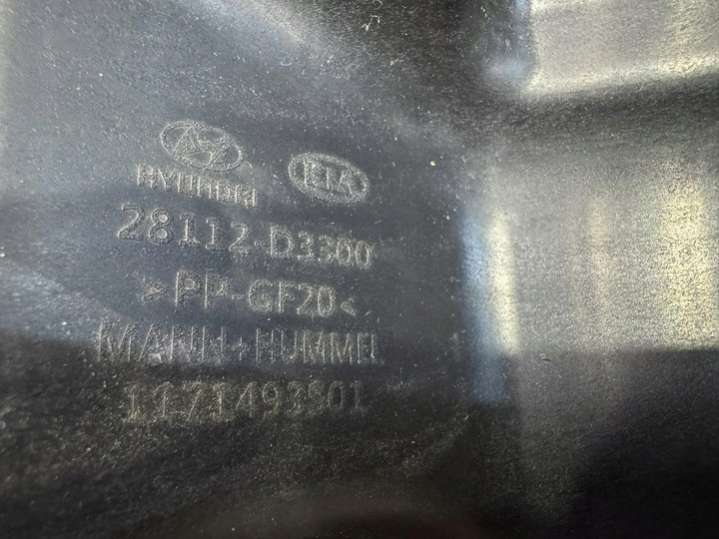 HYUNDAI
KIA
28112-D3300
>PP-GF20<
MANN+HUMMEL
1171493S01